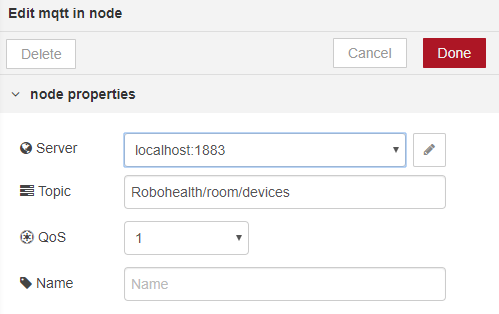 Edit mqtt in node
Delete Cancel Done
node properties
Server localhost:1883
Topic Robohealth/room/devices
QoS 1
Name Name